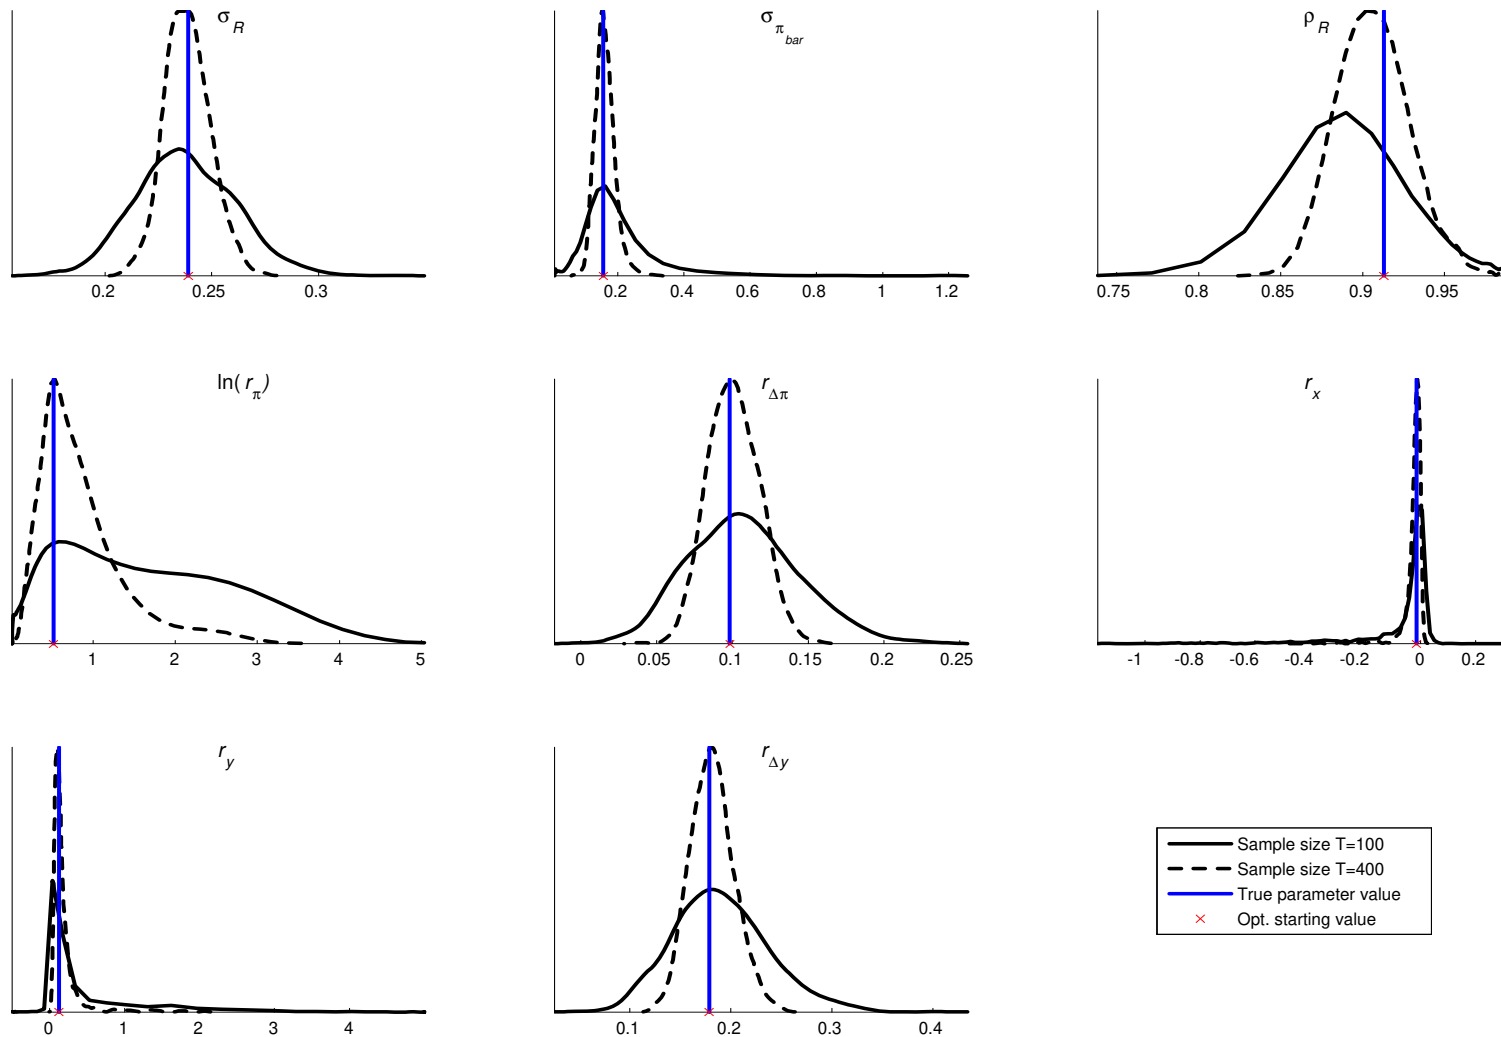 σ_R
σ_π_bar
ρ_R
0.2 0.25 0.3
0.2 0.4 0.6 0.8 1 1.2
0.75 0.8 0.85 0.9 0.95
ln(r_π)
r_Δπ
r_x
1 2 3 4 5
0 0.05 0.1 0.15 0.2 0.25
-1 -0.8 -0.6 -0.4 -0.2 0 0.2
r_y
r_Δy
0 1 2 3 4
0.1 0.2 0.3 0.4
Sample size T=100
Sample size T=400
True parameter value
Opt. starting value